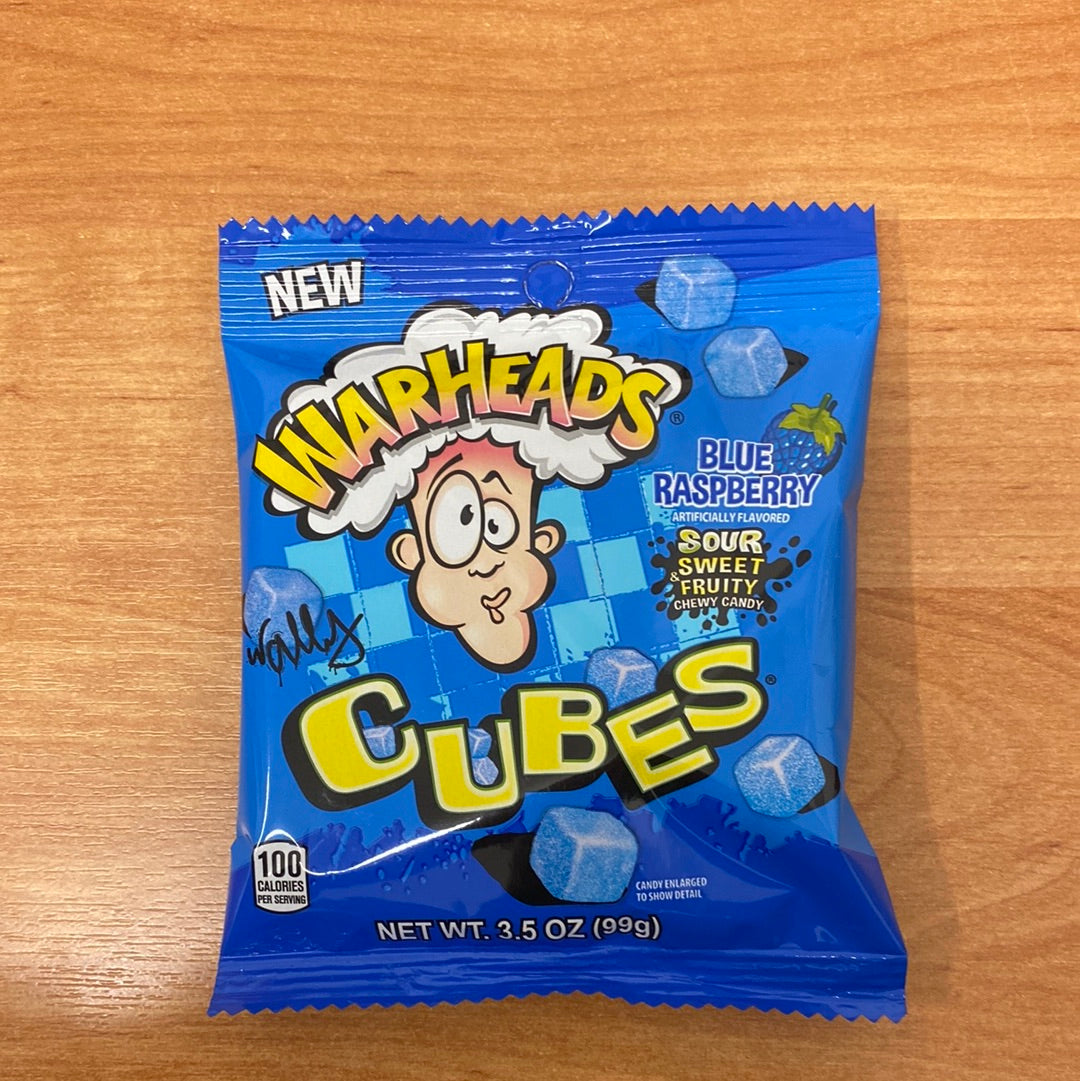 NEW
WARHEADS®
BLUE
RASPBERRY
ARTIFICIALLY FLAVORED
SOUR
SWEET
& FRUITY
CHEWY CANDY
Wally
CUBES®
100
CALORIES
PER SERVING
CANDY ENLARGED
TO SHOW DETAIL
NET WT. 3.5 OZ (99g)